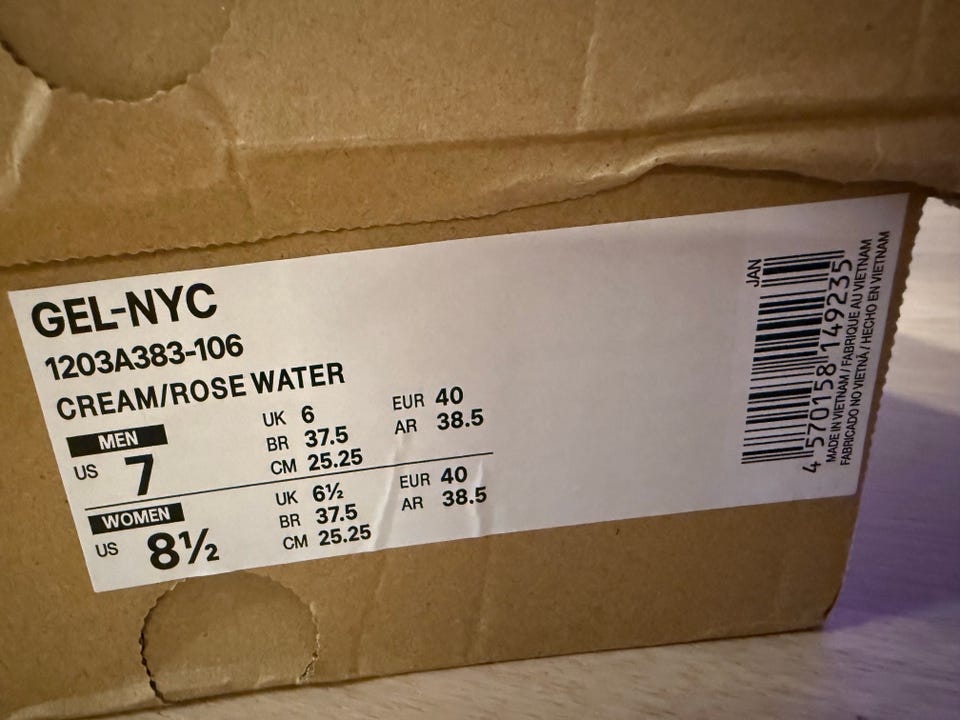 GEL-NYC
1203A383-106
CREAM/ROSE WATER
MEN
US 7
UK 6
BR 37.5
CM 25.25
EUR 40
AR 38.5
WOMEN
US 8½
UK 6½
BR 37.5
CM 25.25
EUR 40
AR 38.5
JAN
4 570158 149235
MADE IN VIETNAM / FABRIQUE AU VIETNAM
FABRICADO NO VIETNÃ / HECHO EN VIETNAM